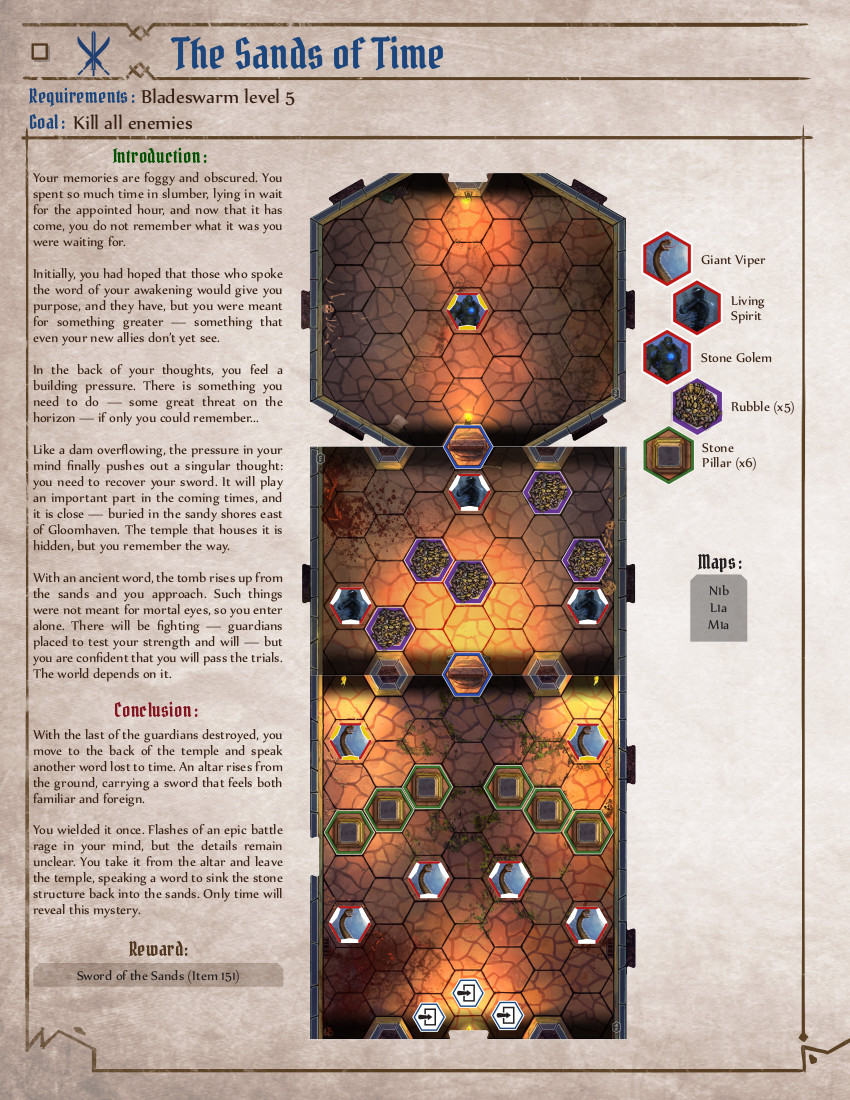 The Sands of Time
Requirements: Bladeswarm level 5
Goal: Kill all enemies
Introduction:
Your memories are foggy and obscured. You
spent so much time in slumber, lying in wait
for the appointed hour, and now that it has
come, you do not remember what it was you
were waiting for.
Initially, you had hoped that those who spoke
the word of your awakening would give you
purpose, and they have, but you were meant
for something greater — something that
even your new allies don't yet see.
In the back of your thoughts, you feel a
building pressure. There is something you
need to do — some great threat on the
horizon — if only you could remember...
Like a dam overflowing, the pressure in your
mind finally pushes out a singular thought:
you need to recover your sword. It will play
an important part in the coming times, and
it is close — buried in the sandy shores east
of Gloomhaven. The temple that houses it is
hidden, but you remember the way.
With an ancient word, the tomb rises up from
the sands and you approach. Such things
were not meant for mortal eyes, so you enter
alone. There will be fighting — guardians
placed to test your strength and will — but
you are confident that you will pass the trials.
The world depends on it.
Conclusion:
With the last of the guardians destroyed, you
move to the back of the temple and speak
another word lost to time. An altar rises from
the ground, carrying a sword that feels both
familiar and foreign.
You wielded it once. Flashes of an epic battle
rage in your mind, but the details remain
unclear. You take it from the altar and leave
the temple, speaking a word to sink the stone
structure back into the sands. Only time will
reveal this mystery.
Reward:
Sword of the Sands (Item 151)
Giant Viper
Living
Spirit
Stone Golem
Rubble (x5)
Stone
Pillar (x6)
Maps:
N1b
L1a
M1a